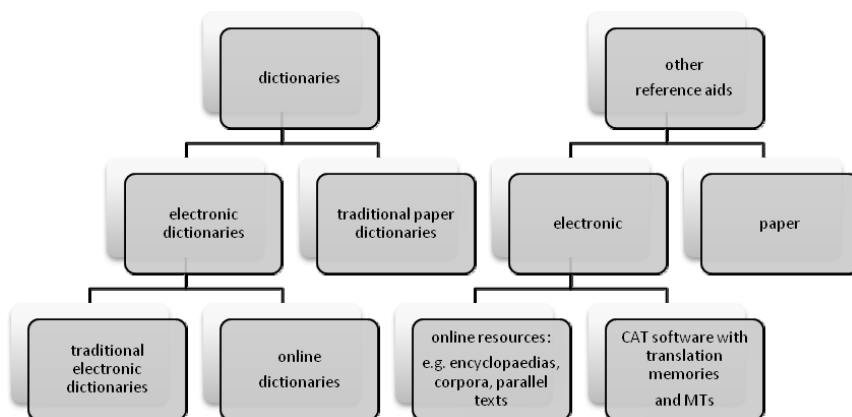 dictionaries
other
reference aids
electronic
dictionaries
traditional paper
dictionaries
electronic
paper
traditional
electronic
dictionaries
online
dictionaries
online resources:
e.g. encyclopaedias,
corpora, parallel
texts
CAT software with
translation
memories
and MTs